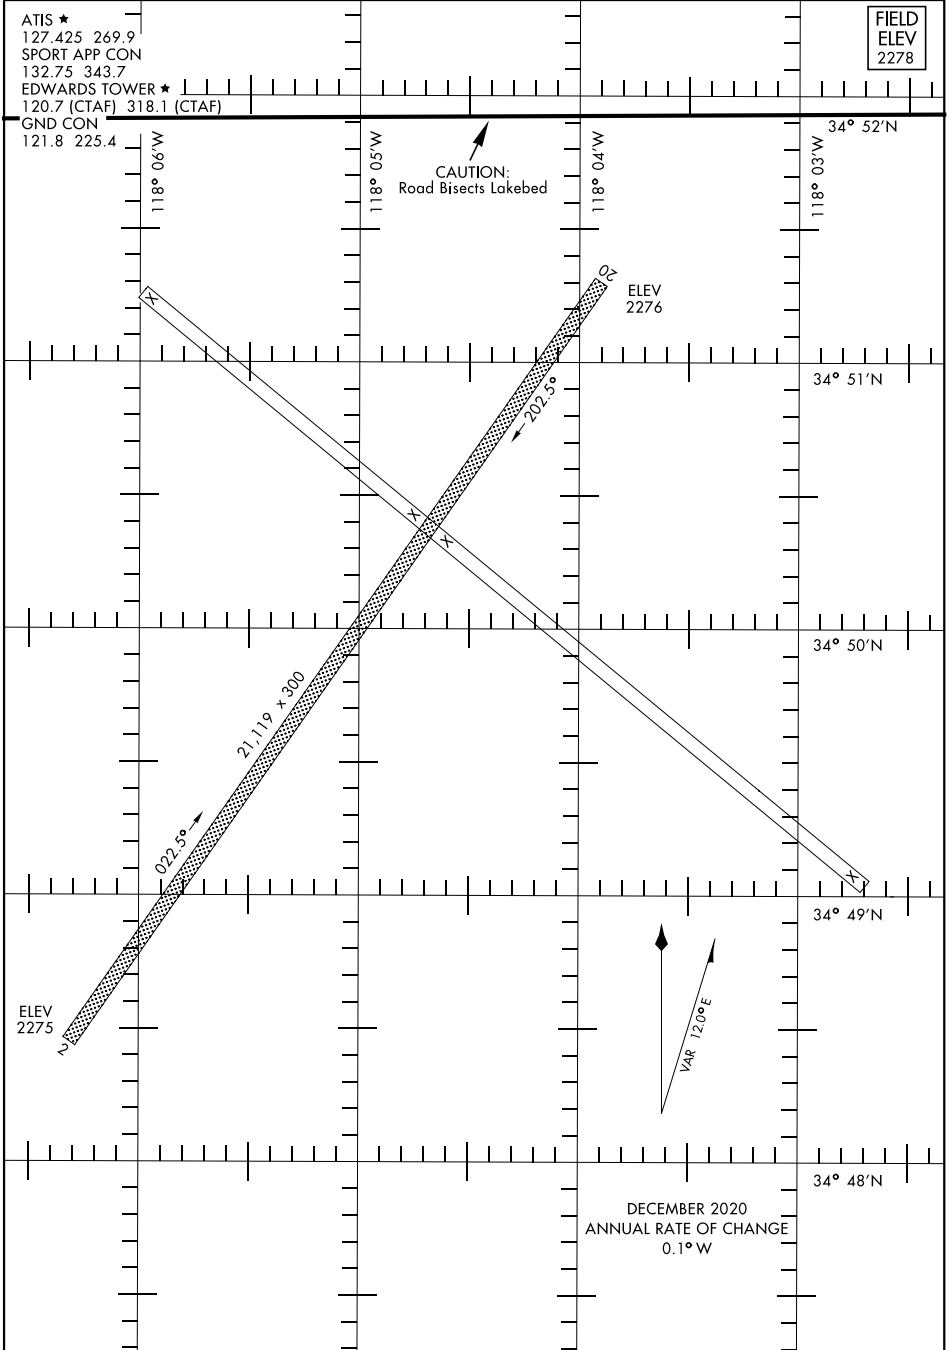 ATIS ★
127.425 269.9
SPORT APP CON
132.75 343.7
EDWARDS TOWER ★
120.7 (CTAF) 318.1 (CTAF)
GND CON
121.8 225.4
FIELD
ELEV
2278
34° 52'N
118° 06'W
118° 05'W
118° 04'W
118° 03'W
CAUTION:
Road Bisects Lakebed
20
ELEV
2276
X
34° 51'N
202.5°
X
X
34° 50'N
21,119 x 300
022.5°
X
34° 49'N
ELEV
2275
2
VAR 12.0° E
34° 48'N
DECEMBER 2020
ANNUAL RATE OF CHANGE
0.1° W